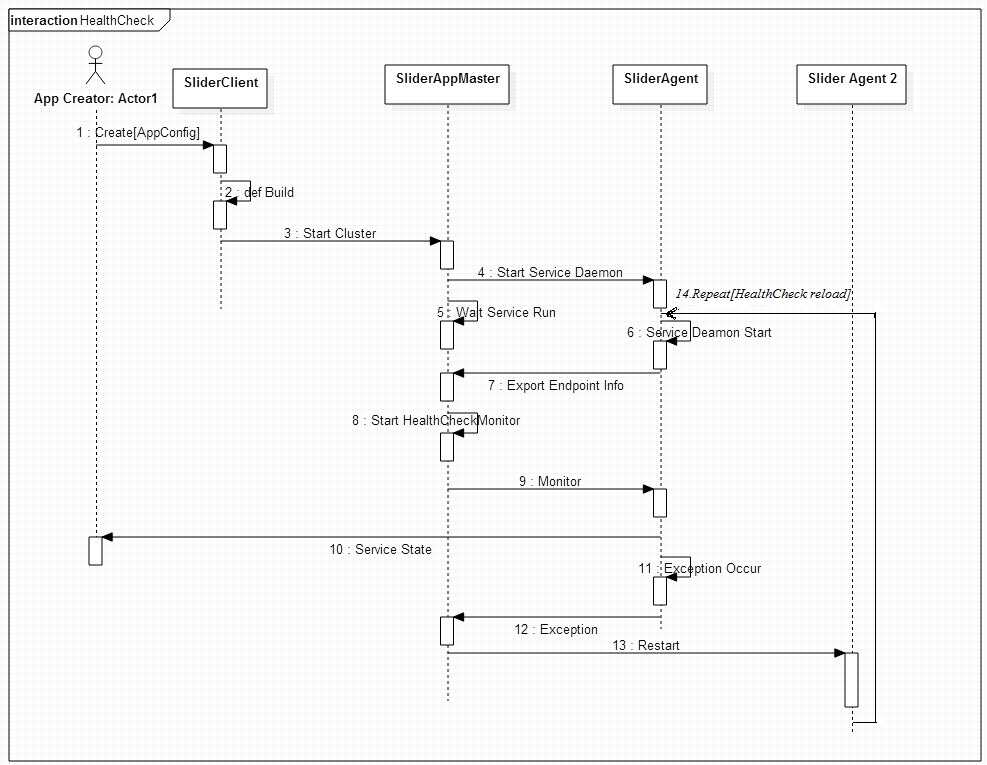 interaction HealthCheck
App Creator: Actor1
SliderClient
SliderAppMaster
SliderAgent
Slider Agent 2
1 : Create[AppConfig]
2 : def Build
3 : Start Cluster
4 : Start Service Daemon
14.Repeat[HealthCheck reload]
5 : Wait Service Run
6 : Service Deamon Start
7 : Export Endpoint Info
8 : Start HealthCheckMonitor
9 : Monitor
10 : Service State
11 : Exception Occur
12 : Exception
13 : Restart